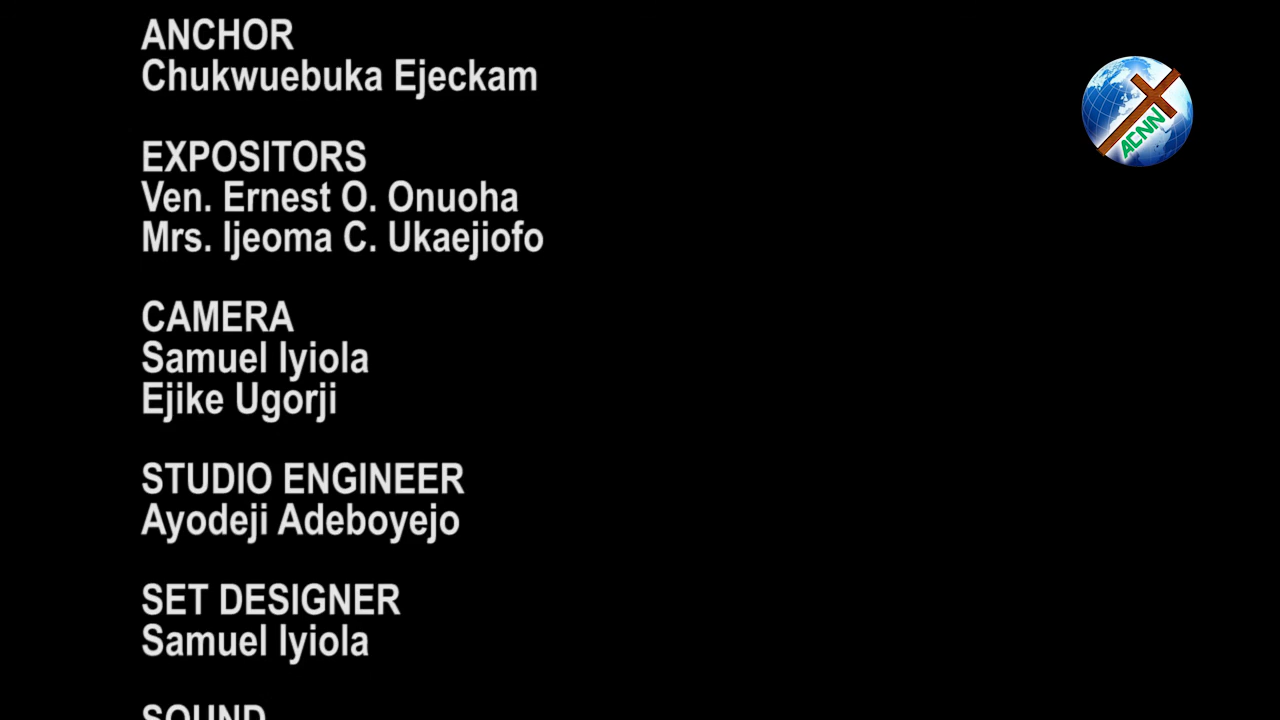 ANCHOR
Chukwuebuka Ejeckam
EXPOSITORS
Ven. Ernest O. Onuoha
Mrs. Ijeoma C. Ukaejiofo
CAMERA
Samuel Iyiola
Ejike Ugorji
STUDIO ENGINEER
Ayodeji Adeboyejo
SET DESIGNER
Samuel Iyiola
SOUND
ACNN